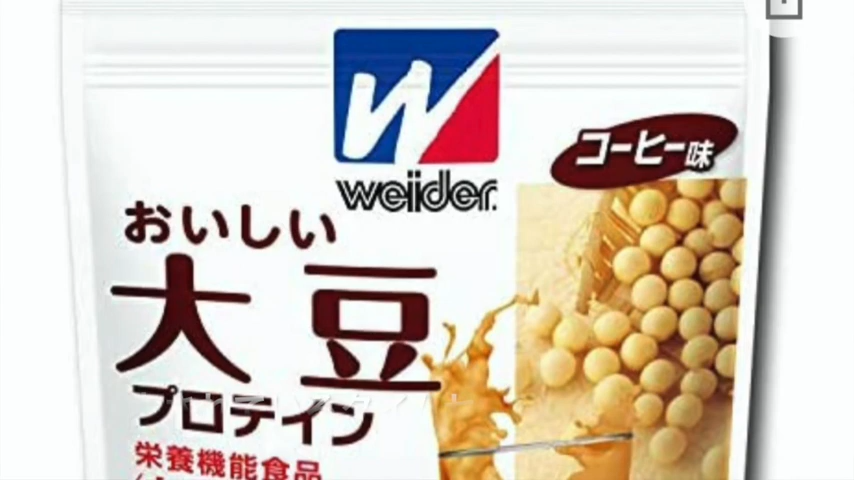 W
weider.
コーヒー味
おいしい
大豆
プロテイン
栄養機能食品